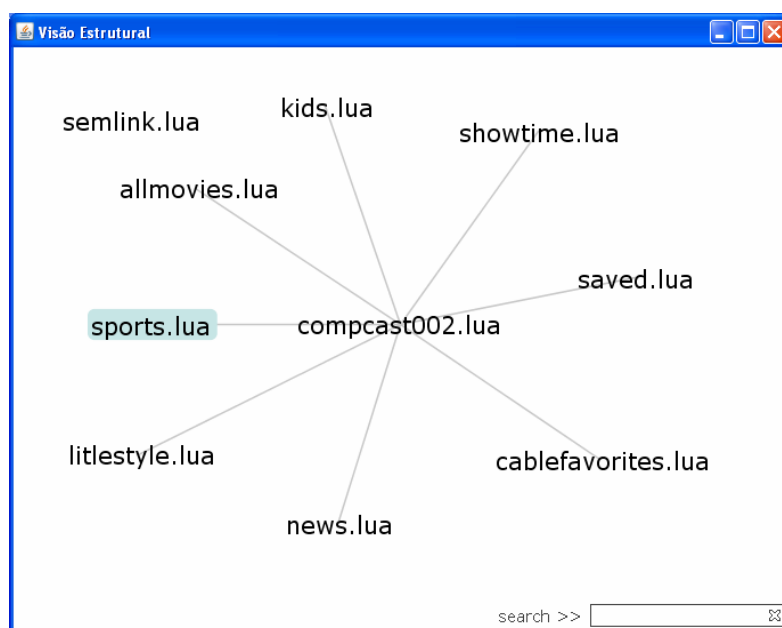 Visão Estrutural
kids.lua
semlink.lua
showtime.lua
allmovies.lua
saved.lua
sports.lua
compcast002.lua
litlestyle.lua
cablefavorites.lua
news.lua
search >>